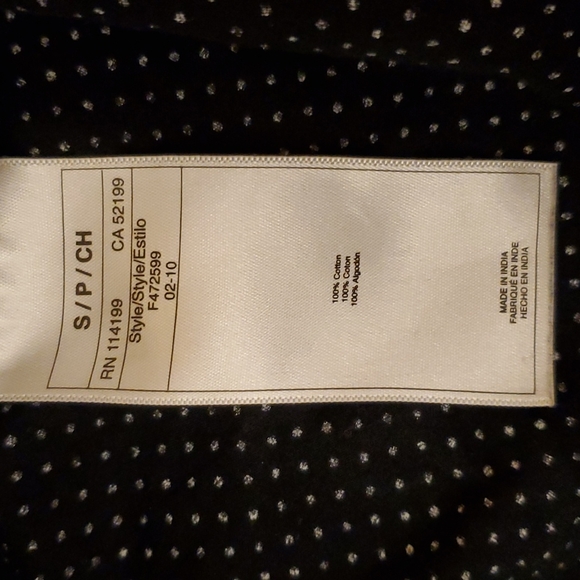 S / P / CH
RN 114199 CA 52199
Style/Style/Estilo
F472599
02-10
100% Cotton
100% Coton
100% Algodón
MADE IN INDIA
FABRIQUÉ EN INDE
HECHO EN INDIA